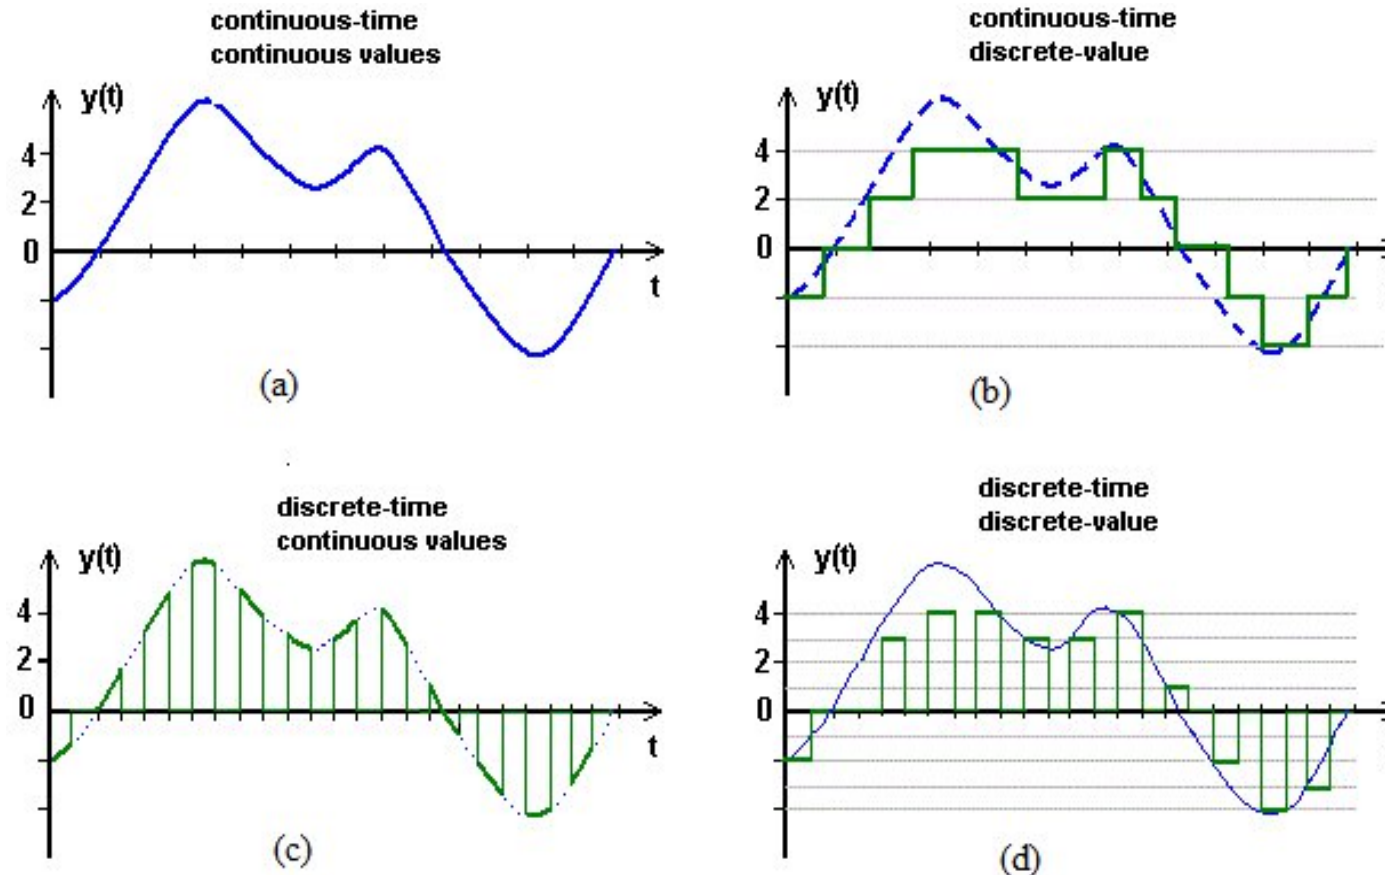 continuous-time
continuous values
y(t)
4
2
0
t
(a)
continuous-time
discrete-value
y(t)
4
2
0
(b)
discrete-time
continuous values
y(t)
4
2
0
t
(c)
discrete-time
discrete-value
y(t)
4
2
0
(d)